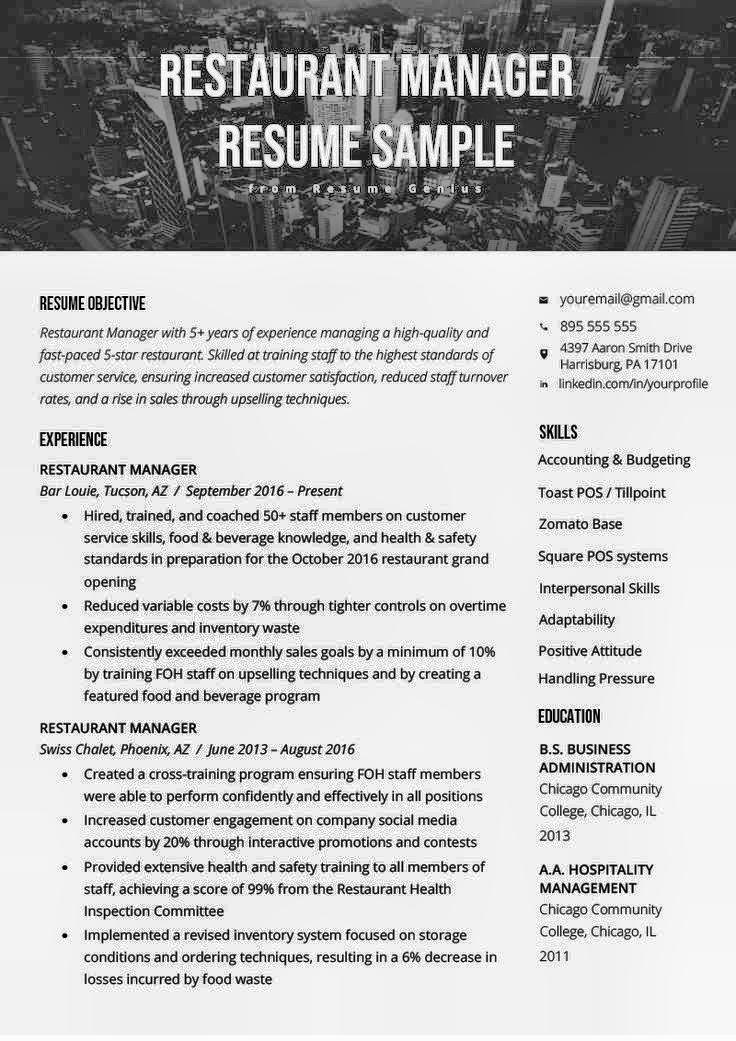 RESTAURANT MANAGER
RESUME SAMPLE
from Resume Genius
RESUME OBJECTIVE
Restaurant Manager with 5+ years of experience managing a high-quality and
fast-paced 5-star restaurant. Skilled at training staff to the highest standards of
customer service, ensuring increased customer satisfaction, reduced staff turnover
rates, and a rise in sales through upselling techniques.
EXPERIENCE
RESTAURANT MANAGER
Bar Louie, Tucson, AZ / September 2016 – Present
• Hired, trained, and coached 50+ staff members on customer
service skills, food & beverage knowledge, and health & safety
standards in preparation for the October 2016 restaurant grand
opening
• Reduced variable costs by 7% through tighter controls on overtime
expenditures and inventory waste
• Consistently exceeded monthly sales goals by a minimum of 10%
by training FOH staff on upselling techniques and by creating a
featured food and beverage program
RESTAURANT MANAGER
Swiss Chalet, Phoenix, AZ / June 2013 – August 2016
• Created a cross-training program ensuring FOH staff members
were able to perform confidently and effectively in all positions
• Increased customer engagement on company social media
accounts by 20% through interactive promotions and contests
• Provided extensive health and safety training to all members of
staff, achieving a score of 99% from the Restaurant Health
Inspection Committee
• Implemented a revised inventory system focused on storage
conditions and ordering techniques, resulting in a 6% decrease in
losses incurred by food waste
youremail@gmail.com
895 555 555
4397 Aaron Smith Drive
Harrisburg, PA 17101
in linkedin.com/in/yourprofile
SKILLS
Accounting & Budgeting
Toast POS / Tillpoint
Zomato Base
Square POS systems
Interpersonal Skills
Adaptability
Positive Attitude
Handling Pressure
EDUCATION
B.S. BUSINESS
ADMINISTRATION
Chicago Community
College, Chicago, IL
2013
A.A. HOSPITALITY
MANAGEMENT
Chicago Community
College, Chicago, IL
2011